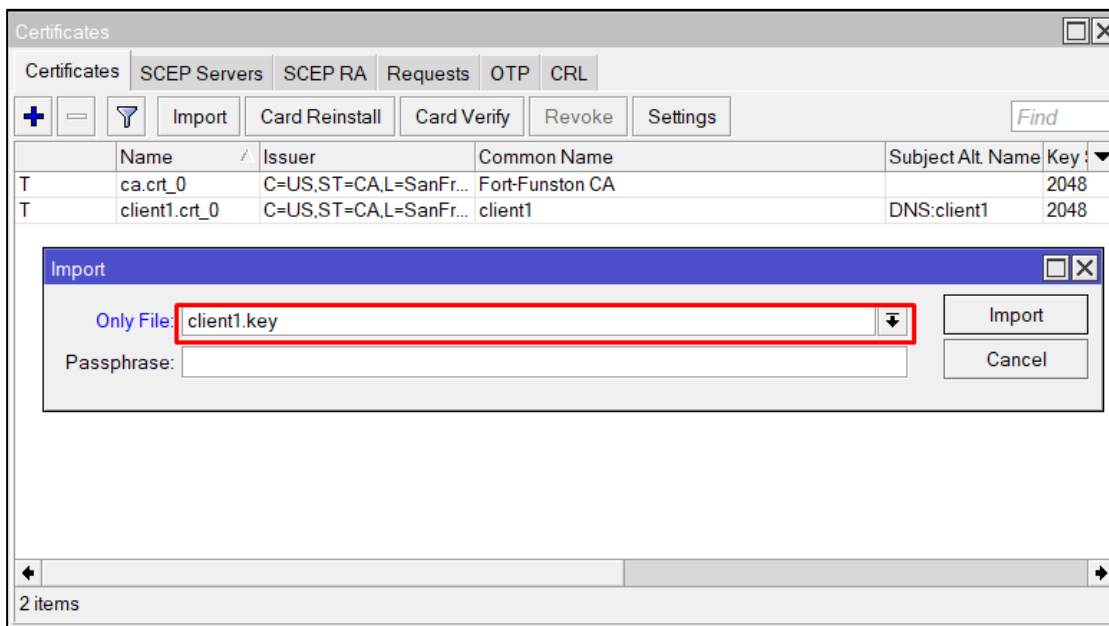 Certificates
Certificates SCEP Servers SCEP RA Requests OTP CRL
Import Card Reinstall Card Verify Revoke Settings Find
Name Issuer Common Name Subject Alt. Name Key
T ca.crt_0 C=US,ST=CA,L=SanFr... Fort-Funston CA 2048
T client1.crt_0 C=US,ST=CA,L=SanFr... client1 DNS:client1 2048
Import
Only File: client1.key Import
Passphrase: Cancel
2 items